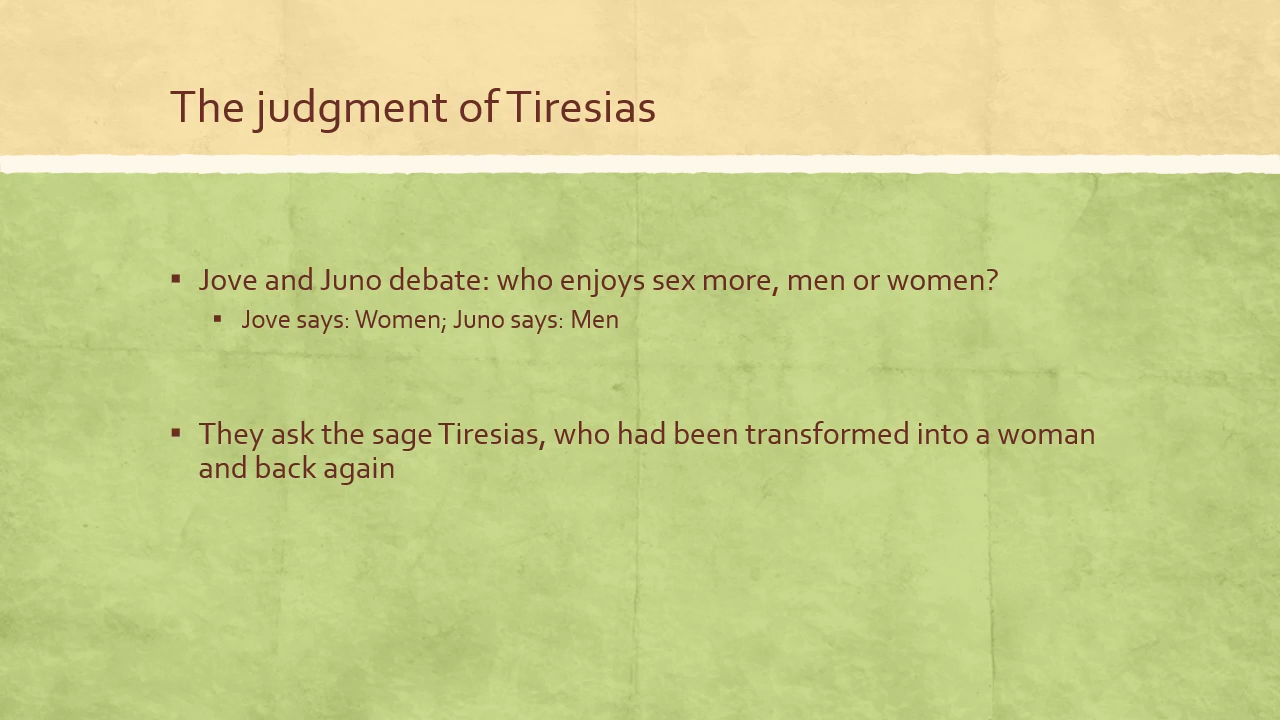 The judgment of Tiresias
▪ Jove and Juno debate: who enjoys sex more, men or women?
▪ Jove says: Women; Juno says: Men
▪ They ask the sage Tiresias, who had been transformed into a woman
and back again